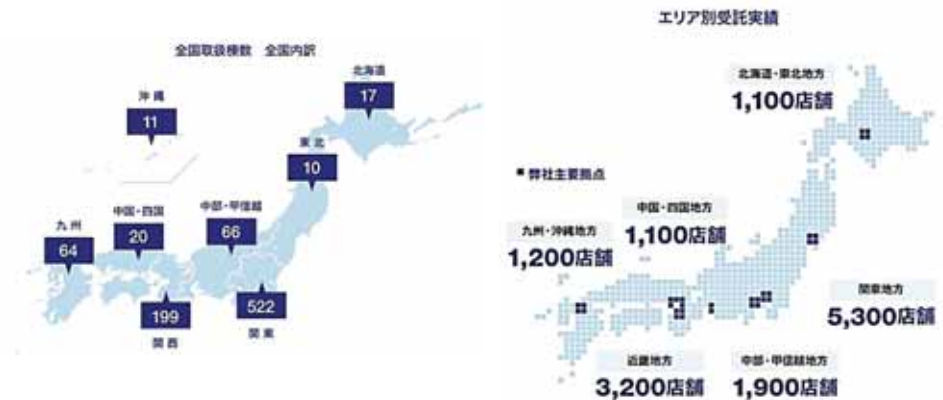 全国取扱棟数 全国内訳
北海道
17
沖縄
11
東北
10
中部・甲信越
66
中国・四国
20
九州
64
199
関西
522
関東
エリア別受託実績
北海道・東北地方
1,100店舗
■ 弊社主要拠点
中国・四国地方
1,100店舗
九州・沖縄地方
1,200店舗
関東地方
5,300店舗
近畿地方
3,200店舗
中部・甲信越地方
1,900店舗